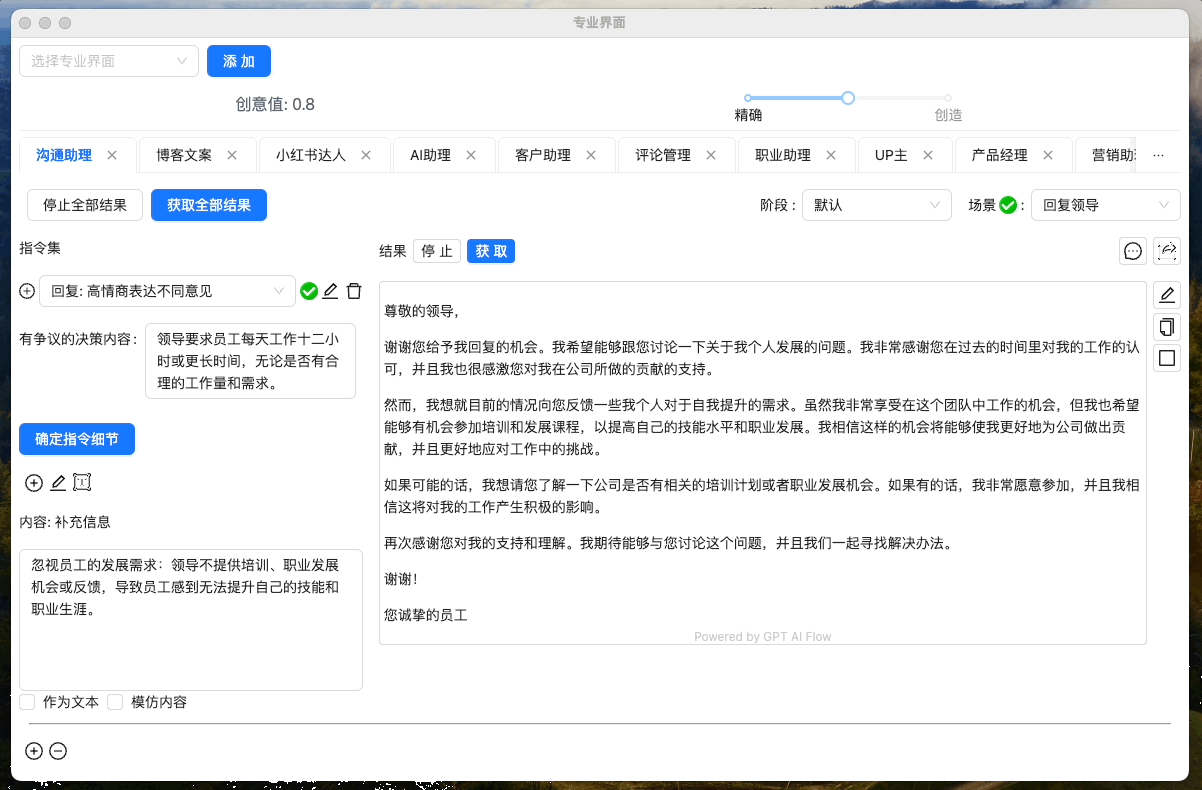 专业界面
选择专业界面 添 加
创意值: 0.8
精确 创造
沟通助理 博客文案 小红书达人 AI助理 客户助理 评论管理 职业助理 UP主 产品经理 营销助 ...
停止全部结果 获取全部结果 阶段 : 默认 场景 : 回复领导
指令集
结果 停 止 获 取
回复: 高情商表达不同意见
有争议的决策内容 :
领导要求员工每天工作十二小
时或更长时间，无论是否有合
理的工作量和需求。
确定指令细节
内容: 补充信息
忽视员工的发展需求：领导不提供培训、职业发展
机会或反馈，导致员工感到无法提升自己的技能和
职业生涯。
作为文本 模仿内容
尊敬的领导，
谢谢您给予我回复的机会。我希望能够跟您讨论一下关于我个人发展的问题。我非常感谢您在过去的时间里对我的工作的认
可，并且我也很感激您对我在公司所做的贡献的支持。
然而，我想就目前的情况向您反馈一些我个人对于自我提升的需求。虽然我非常享受在这个团队中工作的机会，但我也希望
能够有机会参加培训和发展课程，以提高自己的技能水平和职业发展。我相信这样的机会将能够使我更好地为公司做出贡
献，并且更好地应对工作中的挑战。
如果可能的话，我想请您了解一下公司是否有相关的培训计划或者职业发展机会。如果有的话，我非常愿意参加，并且我相
信这将对我的工作产生积极的影响。
再次感谢您对我的支持和理解。我期待能够与您讨论这个问题，并且我们一起寻找解决办法。
谢谢！
您诚挚的员工
Powered by GPT AI Flow